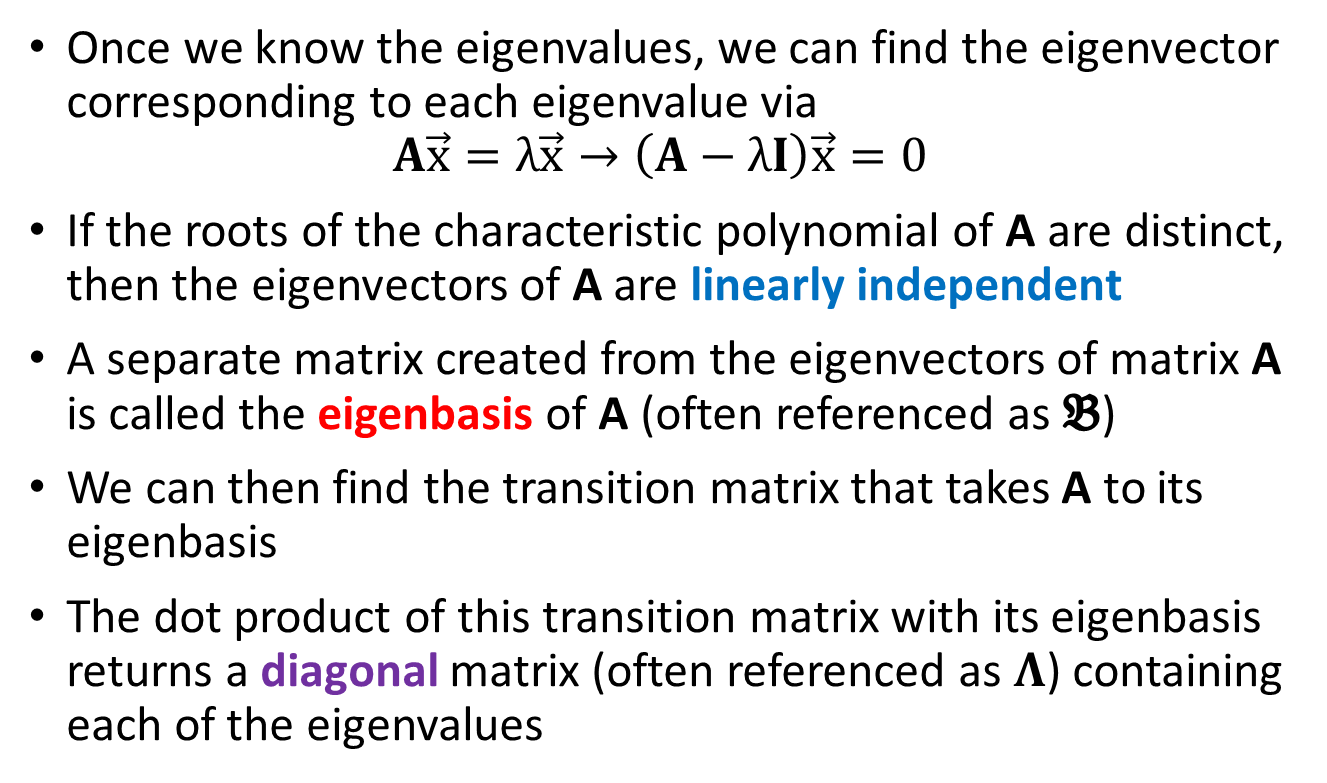 • Once we know the eigenvalues, we can find the eigenvector
corresponding to each eigenvalue via
𝐀x⃗ = λx⃗ → (𝐀 − λ𝐈)x⃗ = 0
• If the roots of the characteristic polynomial of A are distinct,
then the eigenvectors of A are linearly independent
• A separate matrix created from the eigenvectors of matrix A
is called the eigenbasis of A (often referenced as 𝕭)
• We can then find the transition matrix that takes A to its
eigenbasis
• The dot product of this transition matrix with its eigenbasis
returns a diagonal matrix (often referenced as 𝚲) containing
each of the eigenvalues